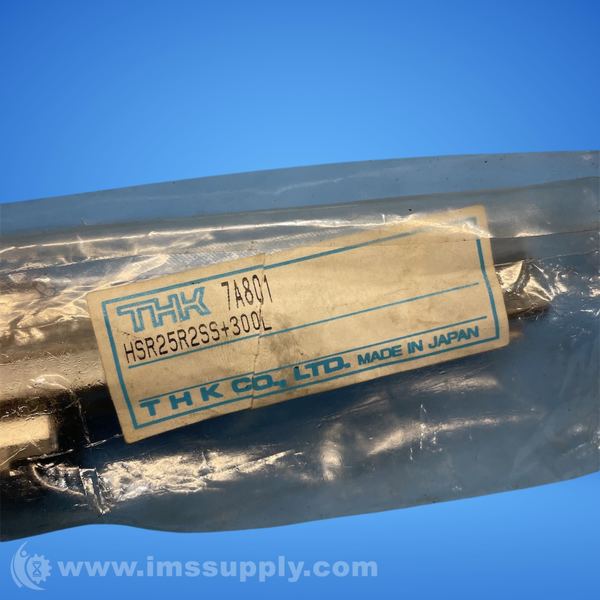 THK 7A801
HSR25R2SS+300L
THK CO., LTD. MADE IN JAPAN
www.imssupply.com